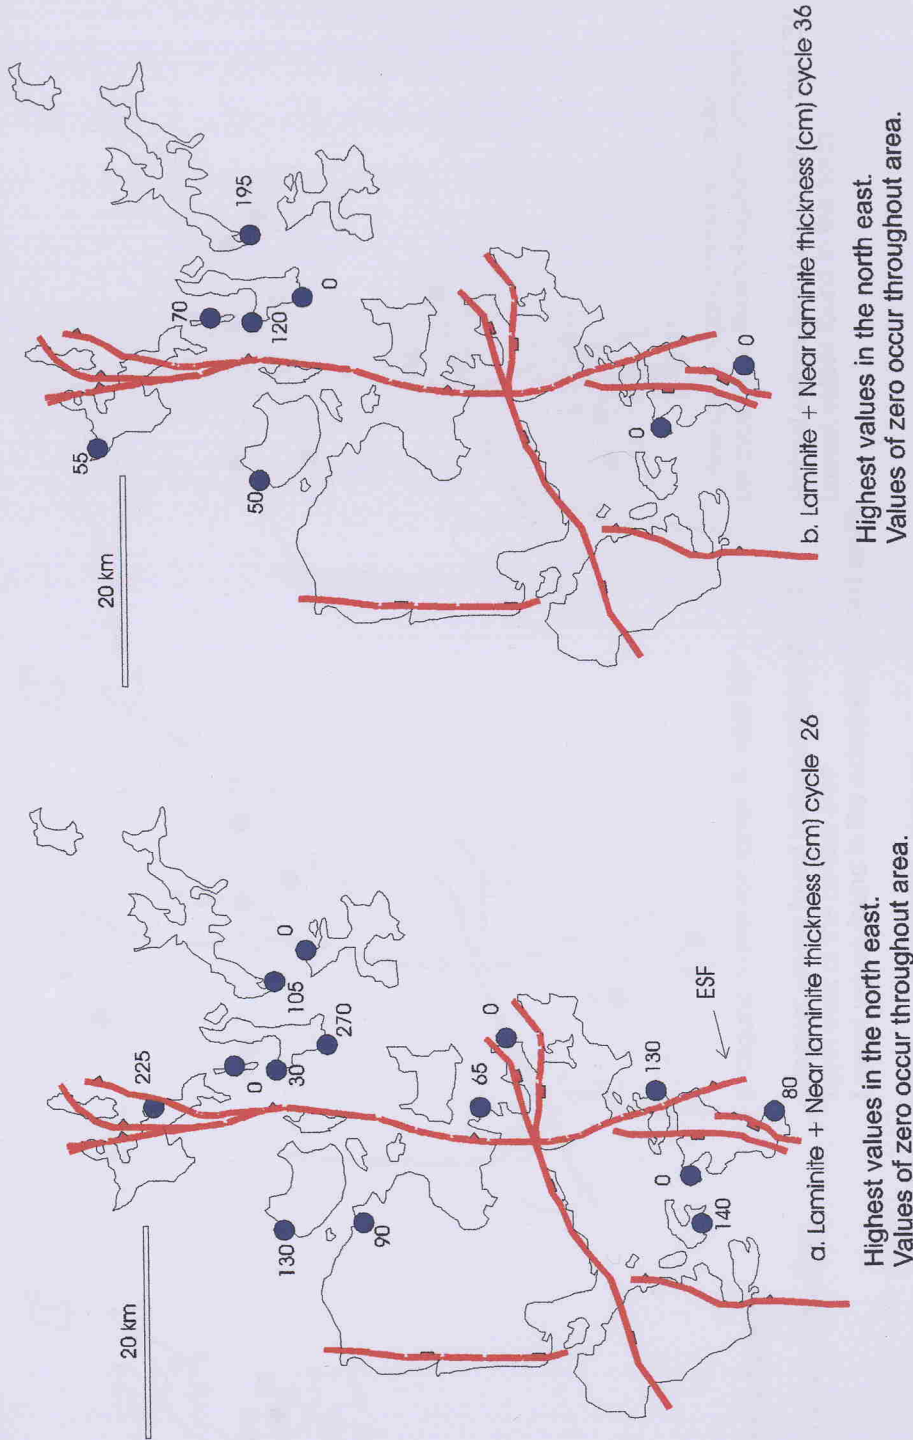 20 km
225
0
30
270
105
0
130
90
65
0
130
ESF
0
140
80
a. Laminite + Near laminite thickness (cm) cycle 26
Highest values in the north east.
Values of zero occur throughout area.
20 km
55
70
120
0
195
50
0
0
b. Laminite + Near laminite thickness (cm) cycle 36
Highest values in the north east.
Values of zero occur throughout area.